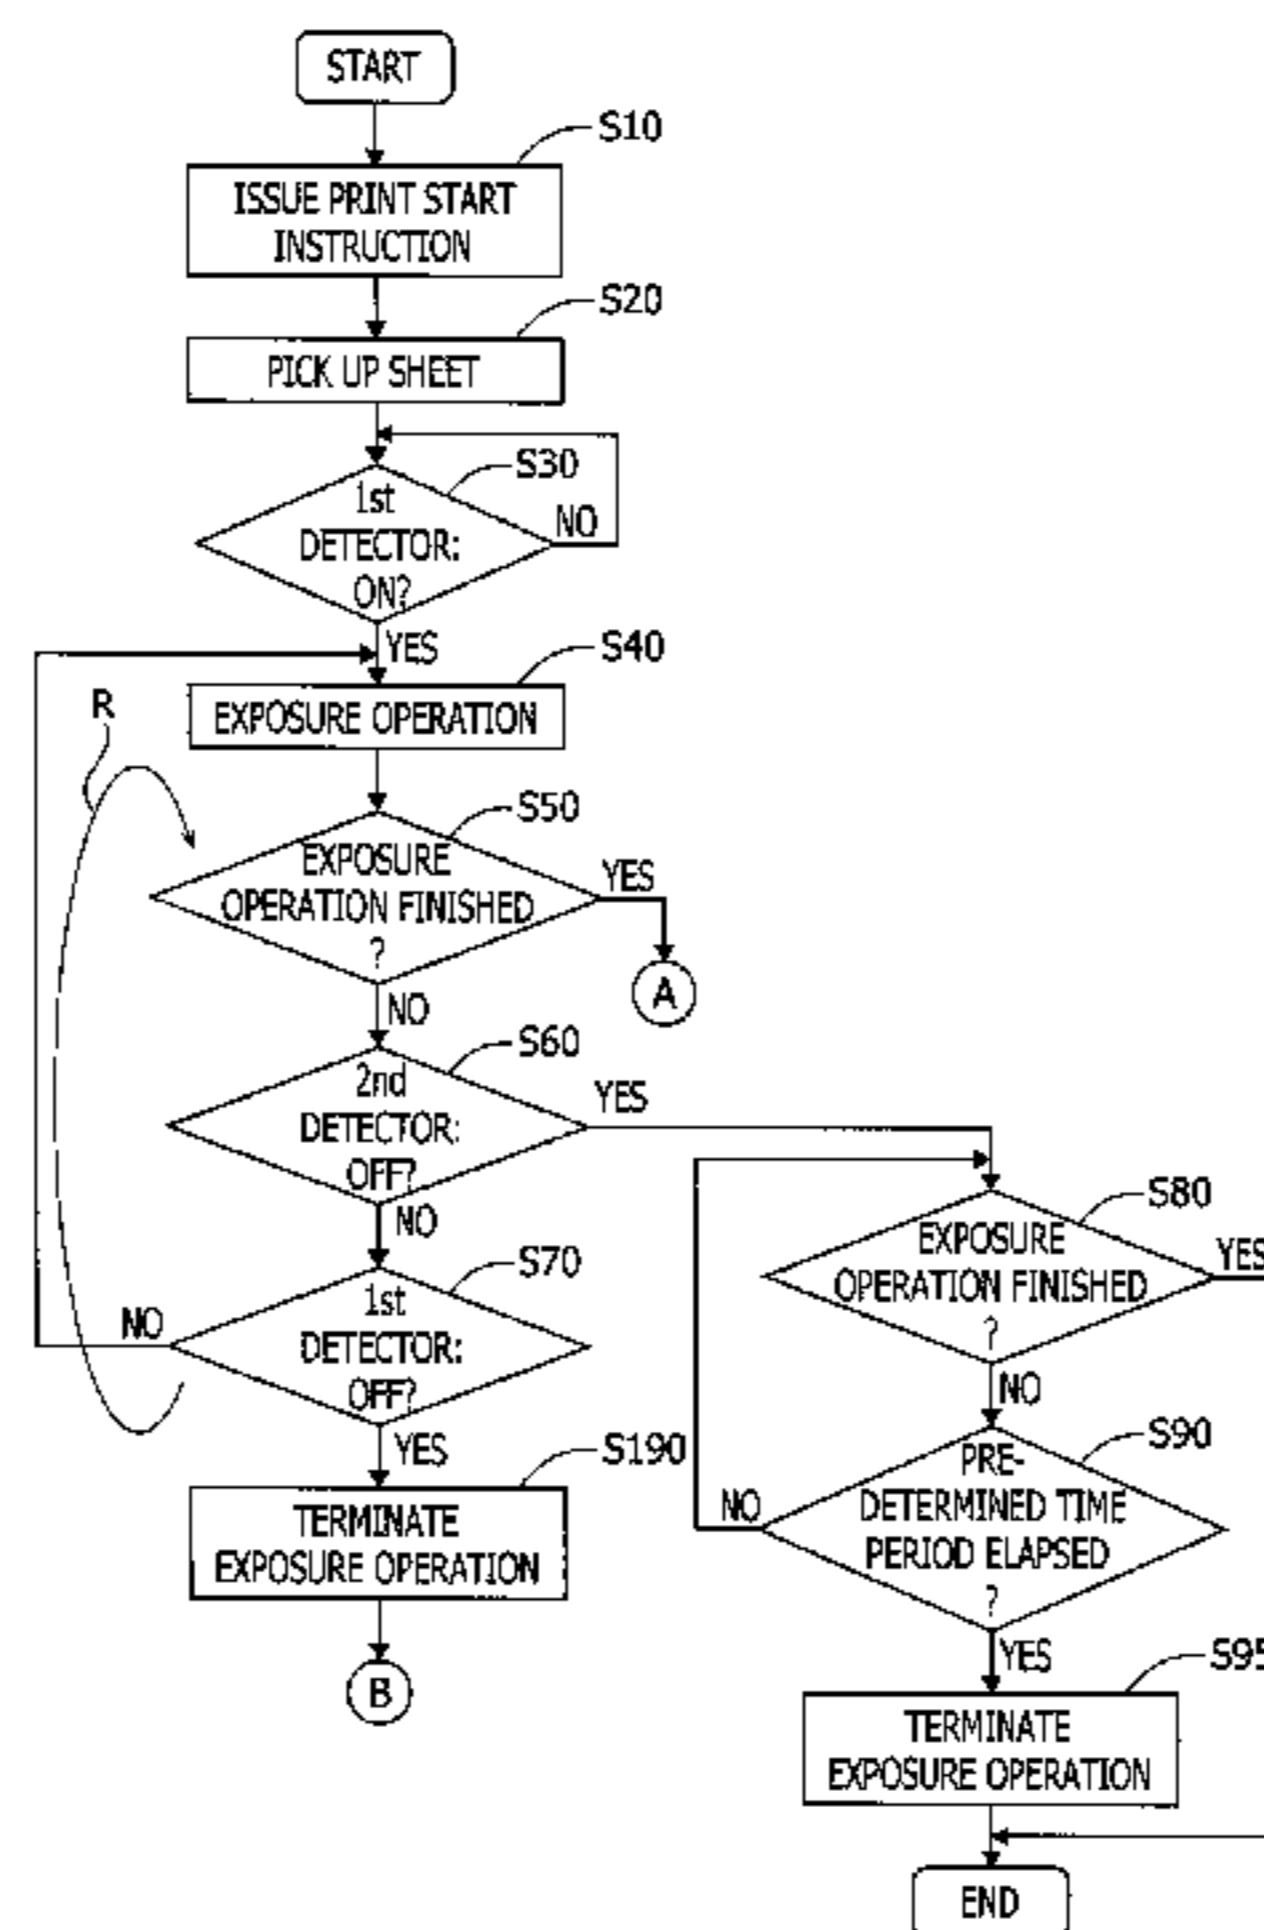 START
S10
ISSUE PRINT START
INSTRUCTION
S20
PICK UP SHEET
S30
1st
DETECTOR:
ON?
NO
YES
S40
EXPOSURE OPERATION
R
S50
EXPOSURE
OPERATION FINISHED
?
YES
A
NO
S60
2nd
DETECTOR:
OFF?
YES
NO
S70
1st
DETECTOR:
OFF?
NO
YES
S190
TERMINATE
EXPOSURE OPERATION
B
S80
EXPOSURE
OPERATION FINISHED
?
YES
NO
S90
PRE-
DETERMINED TIME
PERIOD ELAPSED
?
NO
YES
S95
TERMINATE
EXPOSURE OPERATION
END